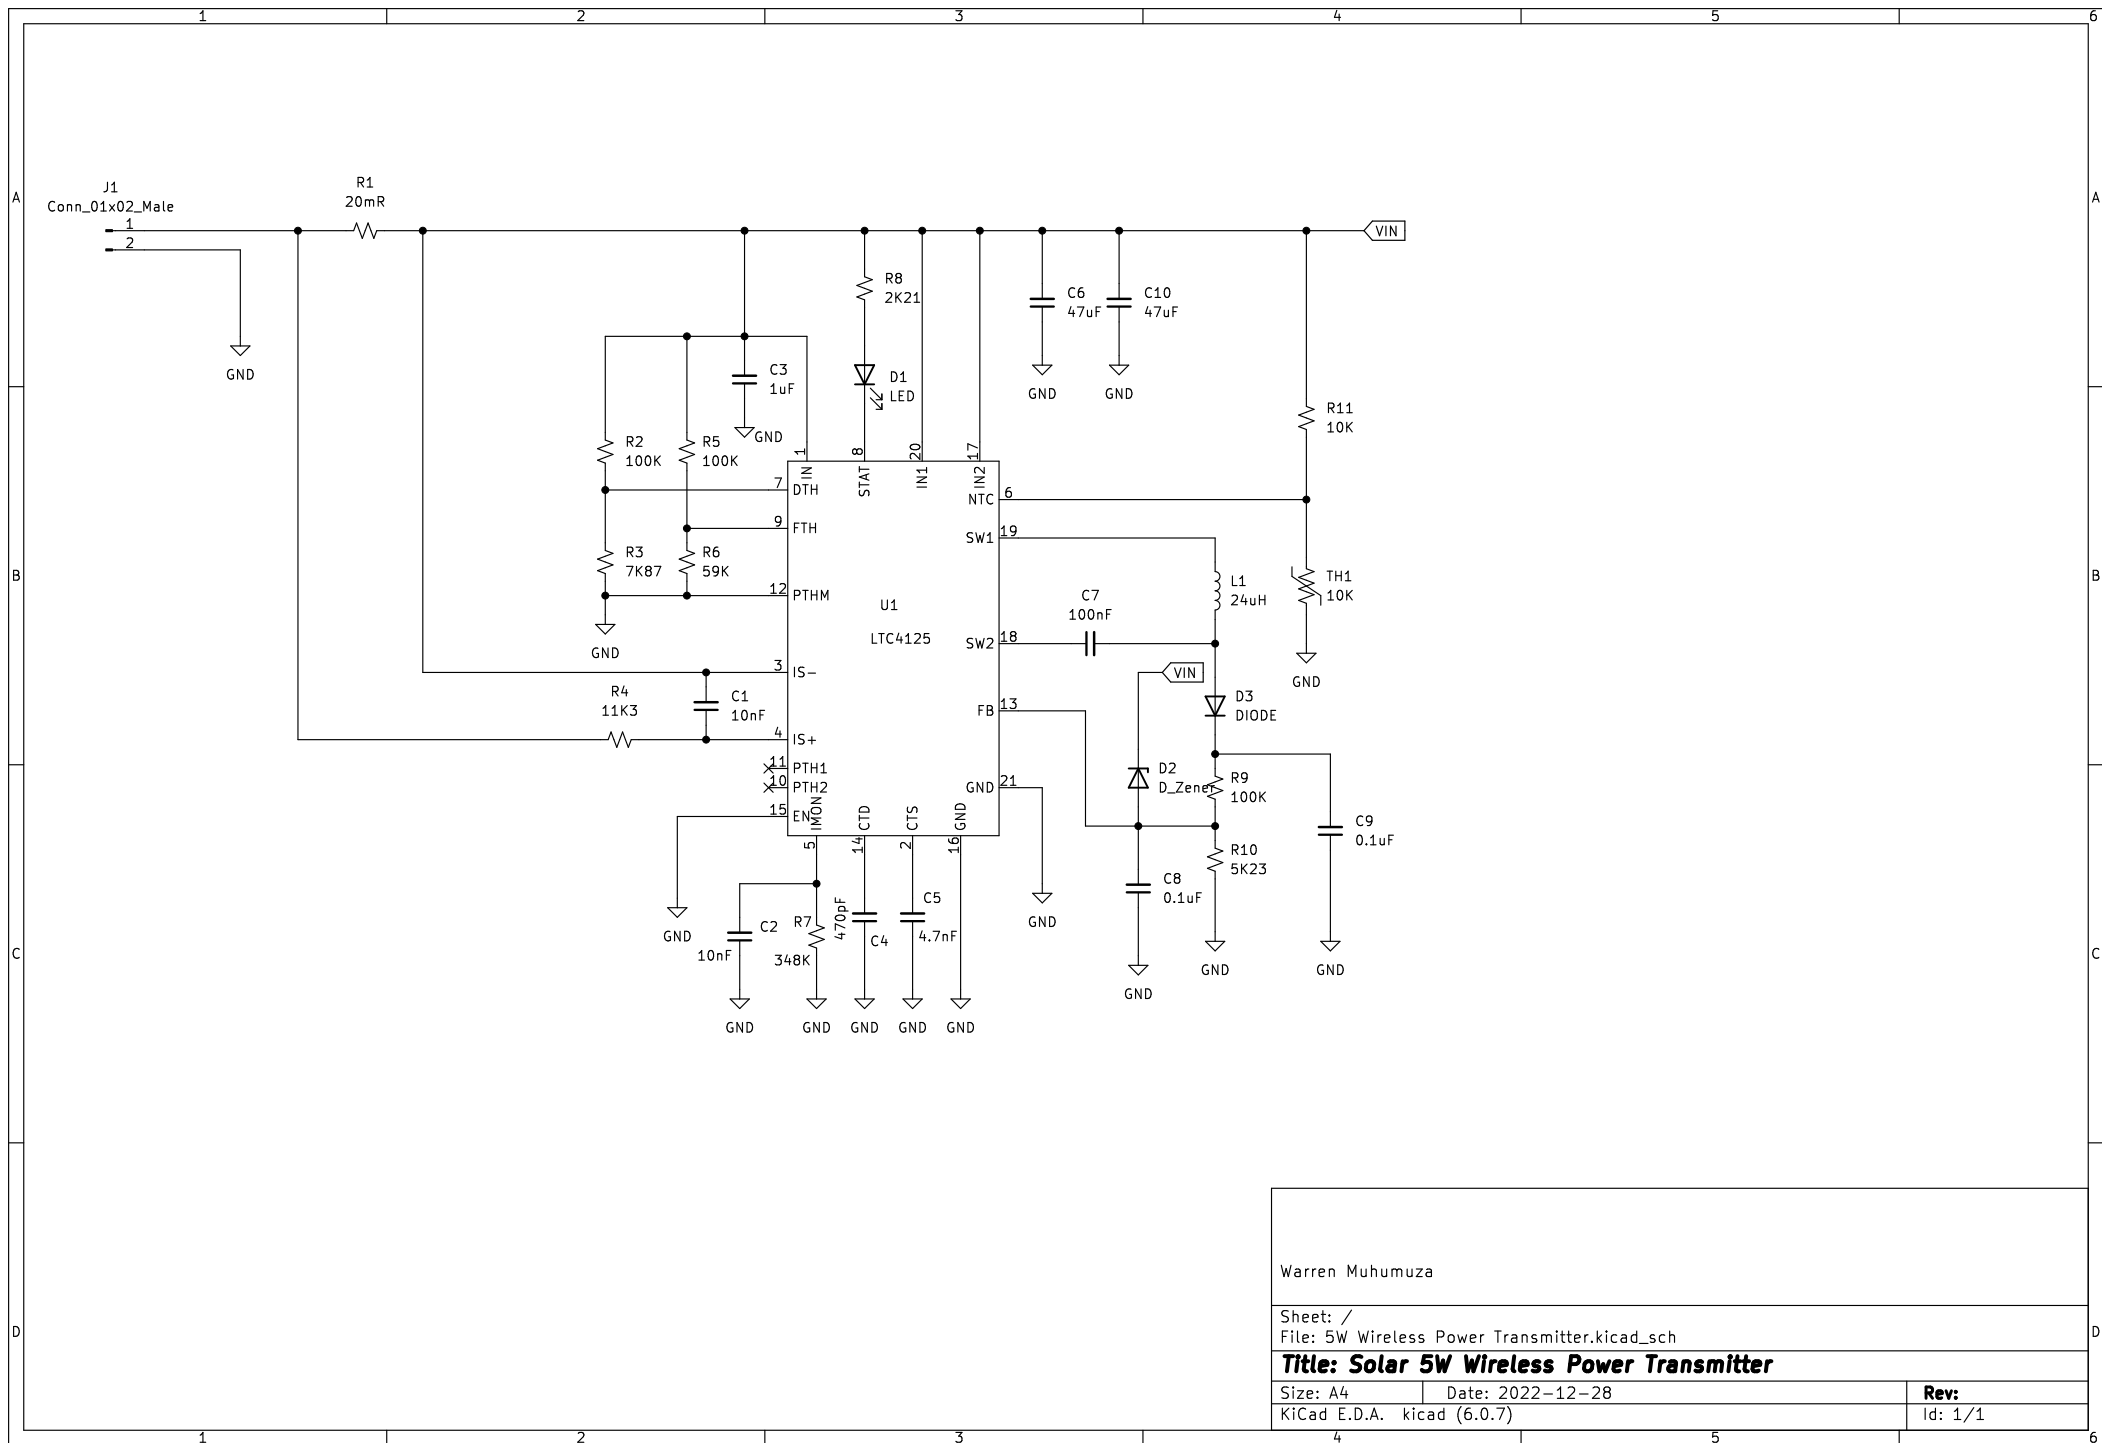 1 2 3 4 5 6
A A
J1
Conn_01x02_Male
1
2
GND
R1
20mR
VIN
R8
2K21
C6
47uF
C10
47uF
GND
GND
C3
1uF
GND
D1
LED
R11
10K
R2
100K
R5
100K
1
8
20
17
IN
STAT
IN1
IN2
7
DTH
9
FTH
NTC
6
SW1
19
R3
7K87
R6
59K
B B
12
PTHM
U1
LTC4125
GND
L1
24uH
TH1
10K
GND
C7
100nF
SW2
18
3
IS-
VIN
R4
11K3
C1
10nF
4
IS+
FB
13
D3
DIODE
11
PTH1
10
PTH2
15
EN
D2
D_Zener
R9
100K
GND
21
IMON
CTD
CTS
GND
5
14
2
16
R10
5K23
C9
0.1uF
C8
0.1uF
GND
GND
GND
GND
GND
C2
10nF
R7
348K
470pF
C4
C5
4.7nF
GND
GND
GND
GND
GND
C C
Warren Muhumuza
Sheet: /
File: 5W Wireless Power Transmitter.kicad_sch
D D
Title: Solar 5W Wireless Power Transmitter
Size: A4 Date: 2022-12-28 Rev:
KiCad E.D.A. kicad (6.0.7) Id: 1/1
1 2 3 4 5 6